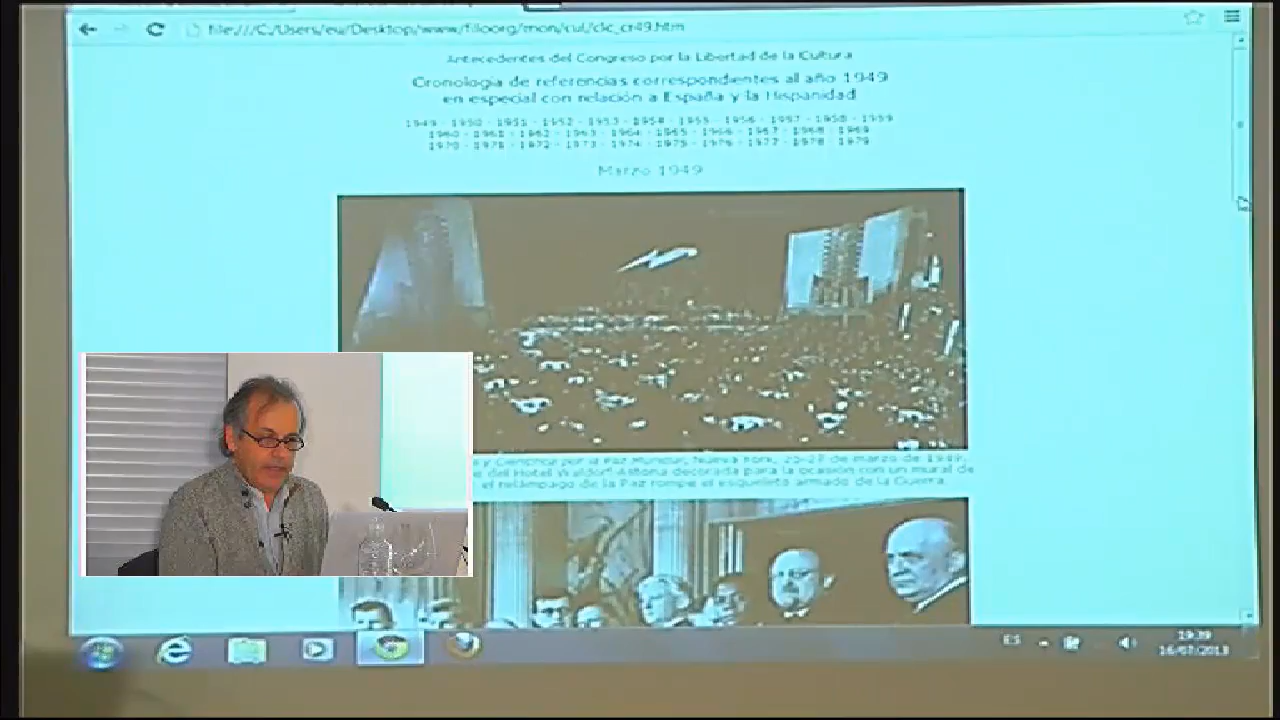 file:///C:/Users/eu/Desktop/www/filoorg/mon/cul/clc_cr49.htm
Antecedentes del Congreso por la Libertad de la Cultura
Cronología de referencias correspondientes al año 1949
en especial con relación a España y la Hispanidad
1949 · 1950 · 1951 · 1952 · 1953 · 1954 · 1955 · 1956 · 1957 · 1958 · 1959
1960 · 1961 · 1962 · 1963 · 1964 · 1965 · 1966 · 1967 · 1968 · 1969
1970 · 1971 · 1972 · 1973 · 1974 · 1975 · 1976 · 1977 · 1978 · 1979
Marzo 1949
y Científica por la Paz Mundial, Nueva York, 25-27 de marzo de 1949.
del Hotel Waldorf-Astoria decorada para la ocasión con un mural de
el relámpago de la Paz rompe el esqueleto armado de la Guerra.
ES
19:39
16/07/2013